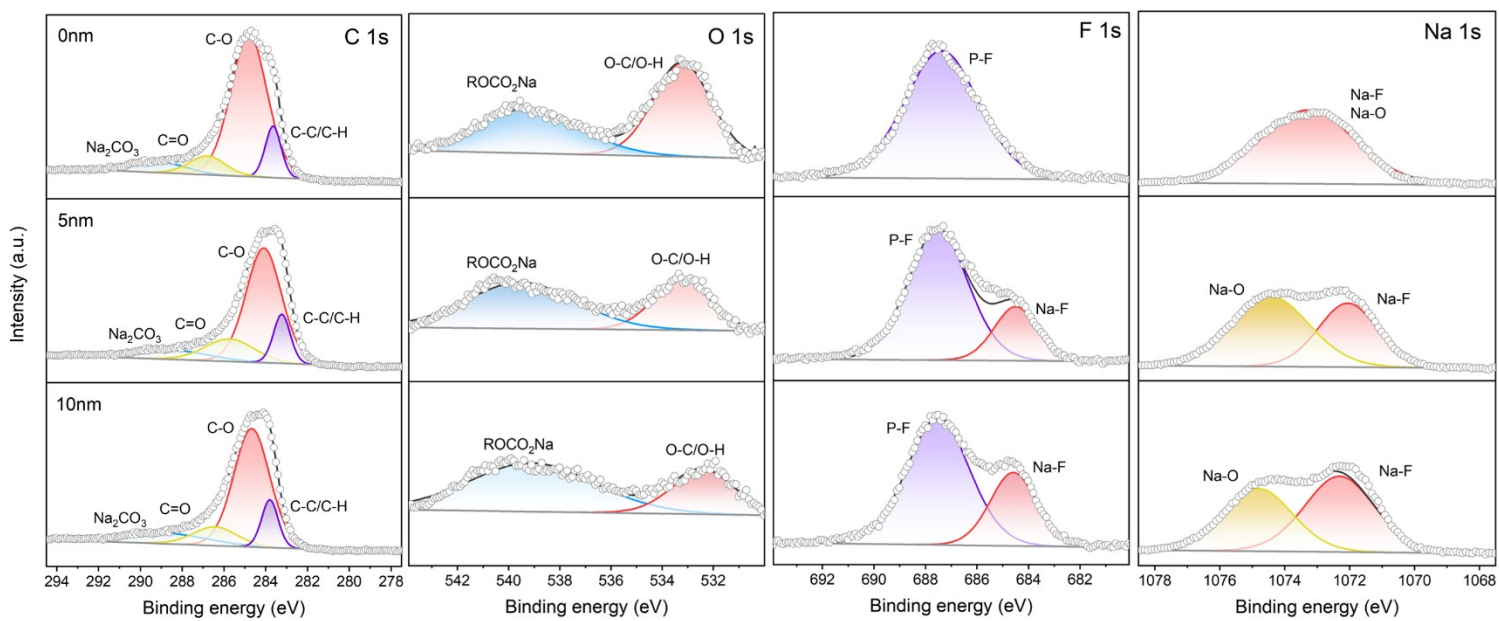 0nm
C-O
C 1s
Na₂CO₃
C=O
C-C/C-H
O 1s
ROCO₂Na
O-C/O-H
F 1s
P-F
Na 1s
Na-F
Na-O
5nm
C-O
Na₂CO₃
C=O
C-C/C-H
ROCO₂Na
O-C/O-H
P-F
Na-F
Na-O
Na-F
10nm
C-O
Na₂CO₃
C=O
C-C/C-H
ROCO₂Na
O-C/O-H
P-F
Na-F
Na-O
Na-F
Intensity (a.u.)
294 292 290 288 286 284 282 280 278
Binding energy (eV)
542 540 538 536 534 532
Binding energy (eV)
692 690 688 686 684 682
Binding energy (eV)
1078 1076 1074 1072 1070 1068
Binding energy (eV)